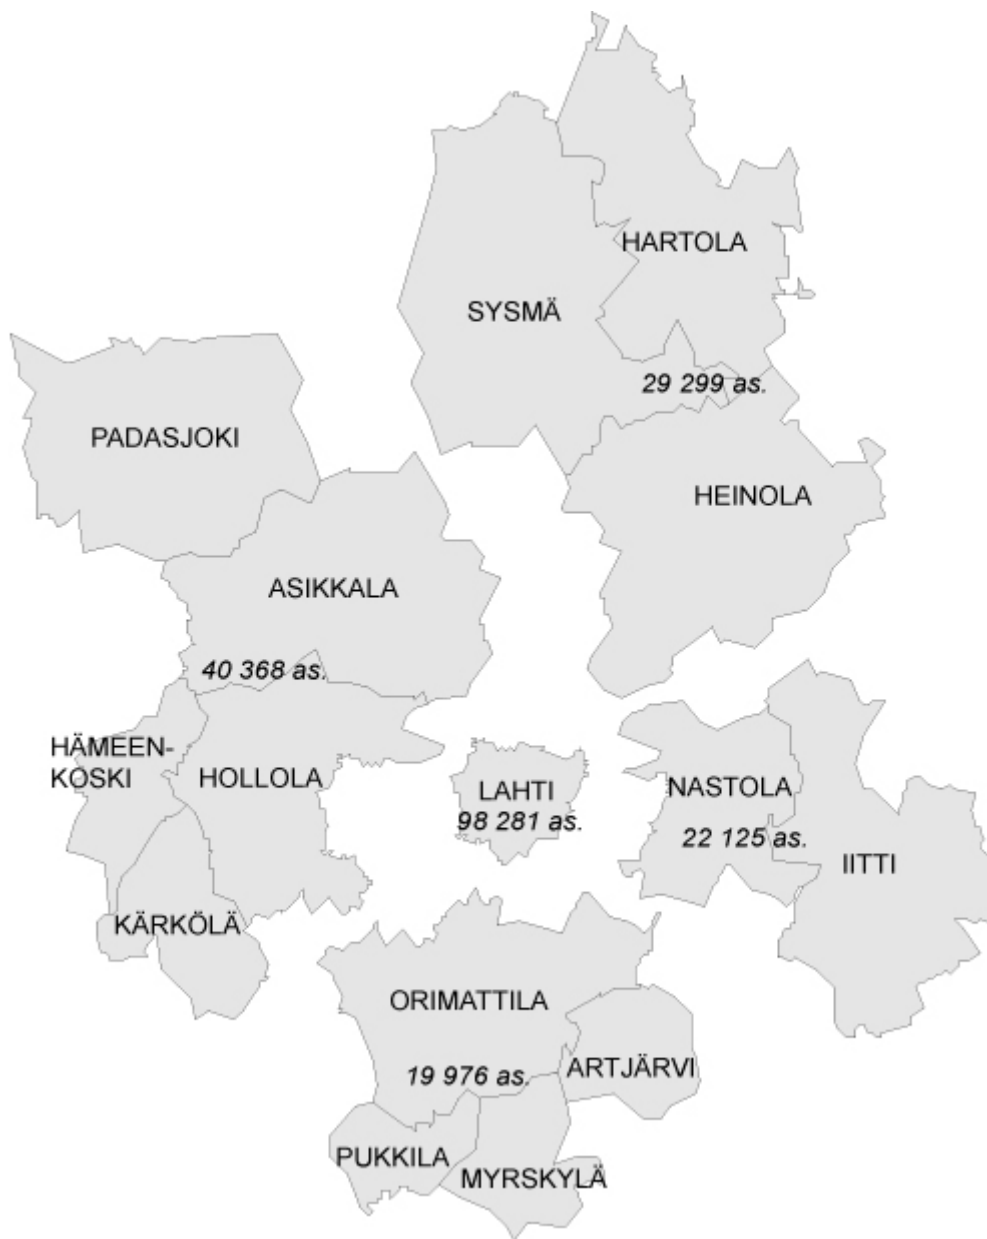 HARTOLA
SYSMÄ
29 299 as.
PADASJOKI
HEINOLA
ASIKKALA
40 368 as.
HÄMEEN-
KOSKI
HOLLOLA
LAHTI
98 281 as.
NASTOLA
22 125 as.
IITTI
KÄRKÖLÄ
ORIMATTILA
ARTJÄRVI
19 976 as.
PUKKILA
MYRSKYLÄ